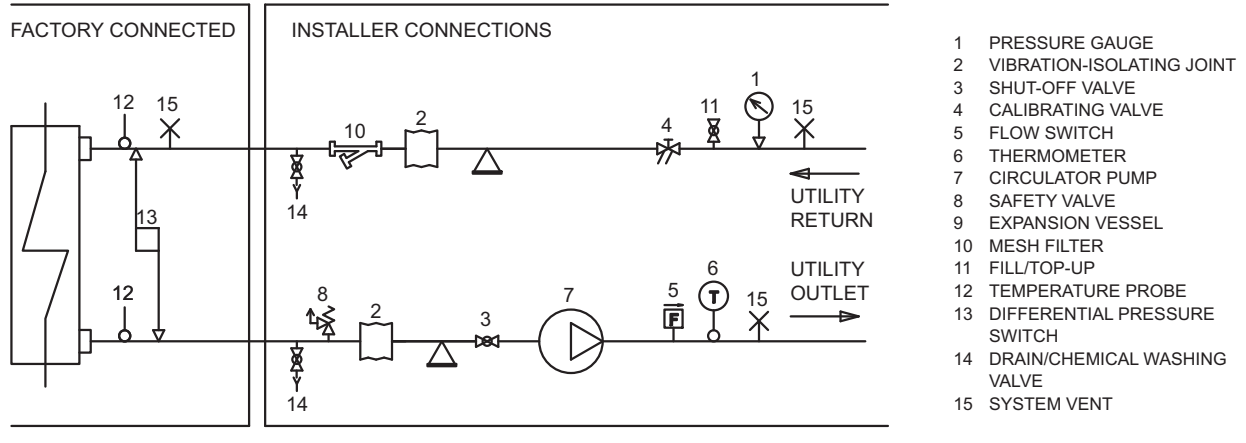 FACTORY CONNECTED
INSTALLER CONNECTIONS
12
15
10
2
4
11
1
15
14
13
UTILITY
RETURN
12
8
2
3
7
5
6
15
UTILITY
OUTLET
F
T
14
1 PRESSURE GAUGE
2 VIBRATION-ISOLATING JOINT
3 SHUT-OFF VALVE
4 CALIBRATING VALVE
5 FLOW SWITCH
6 THERMOMETER
7 CIRCULATOR PUMP
8 SAFETY VALVE
9 EXPANSION VESSEL
10 MESH FILTER
11 FILL/TOP-UP
12 TEMPERATURE PROBE
13 DIFFERENTIAL PRESSURE
SWITCH
14 DRAIN/CHEMICAL WASHING
VALVE
15 SYSTEM VENT